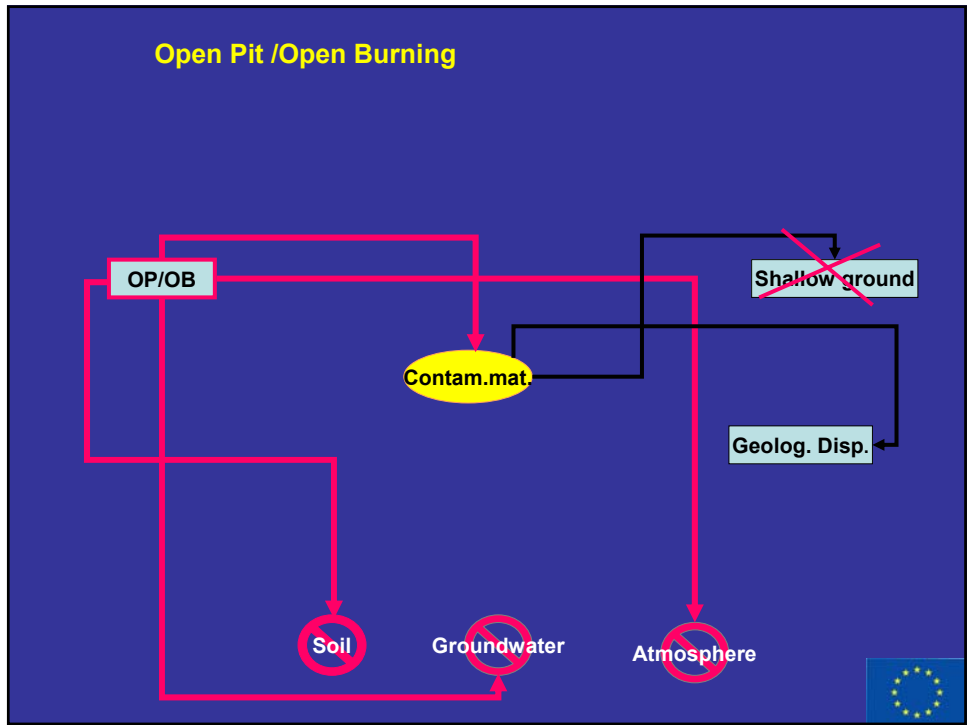 Open Pit /Open Burning
OP/OB
Shallow ground
Contam.mat.
Geolog. Disp.
Soil
Groundwater
Atmosphere